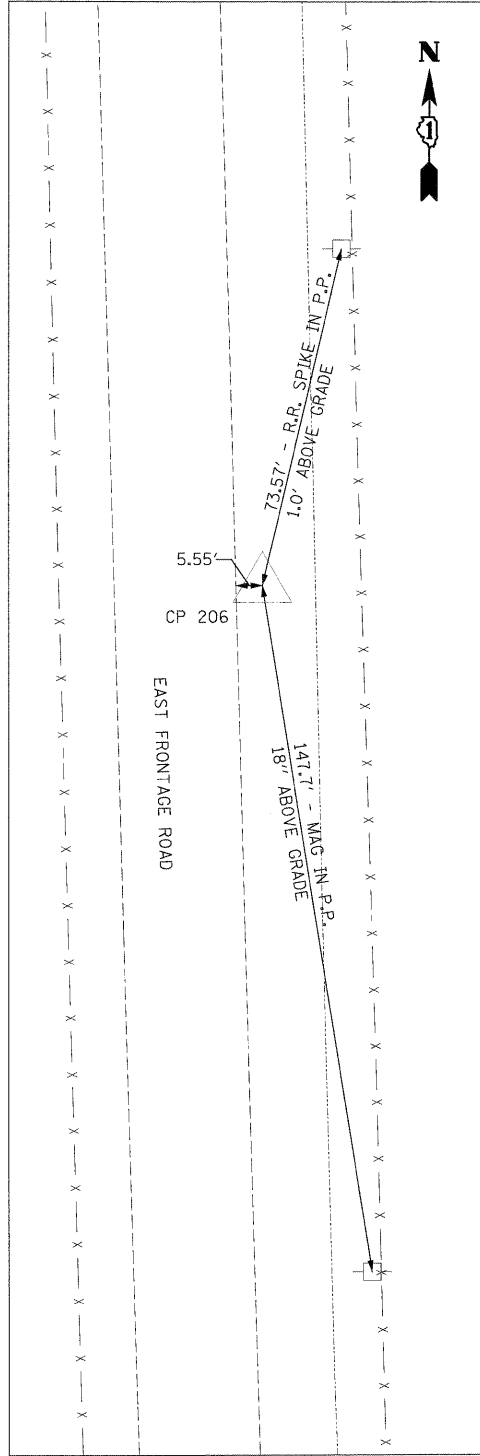 N
1
73.57' - R.R. SPIKE IN P.P.
1.0' ABOVE GRADE
5.55'
CP 206
EAST FRONTAGE ROAD
147.7' - MAG IN P.P.
18" ABOVE GRADE